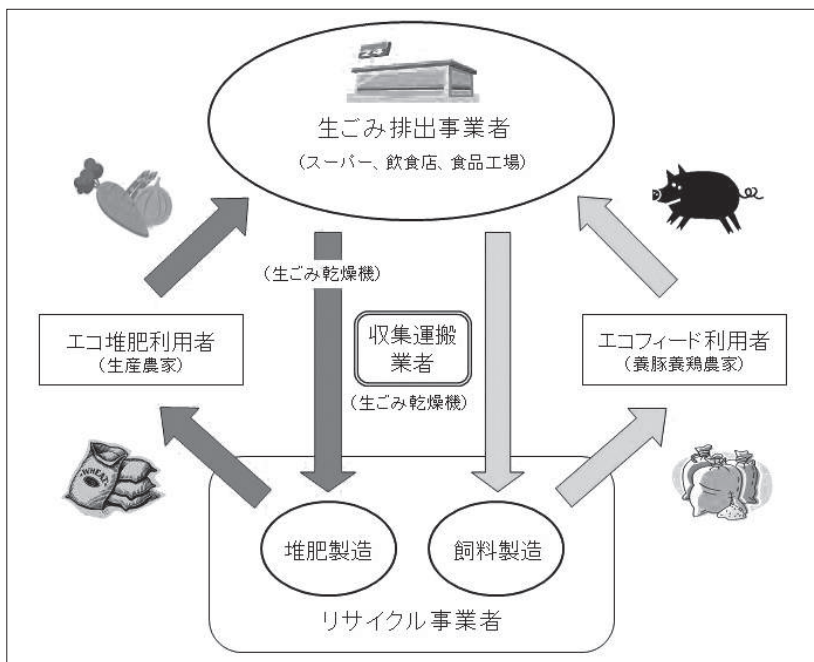 生ごみ排出事業者
(スーパー、飲食店、食品工場)
(生ごみ乾燥機)
収集運搬
業者
(生ごみ乾燥機)
エコ堆肥利用者
(生産農家)
エコフィード利用者
(養豚養鶏農家)
WHEAT
堆肥製造
飼料製造
リサイクル事業者